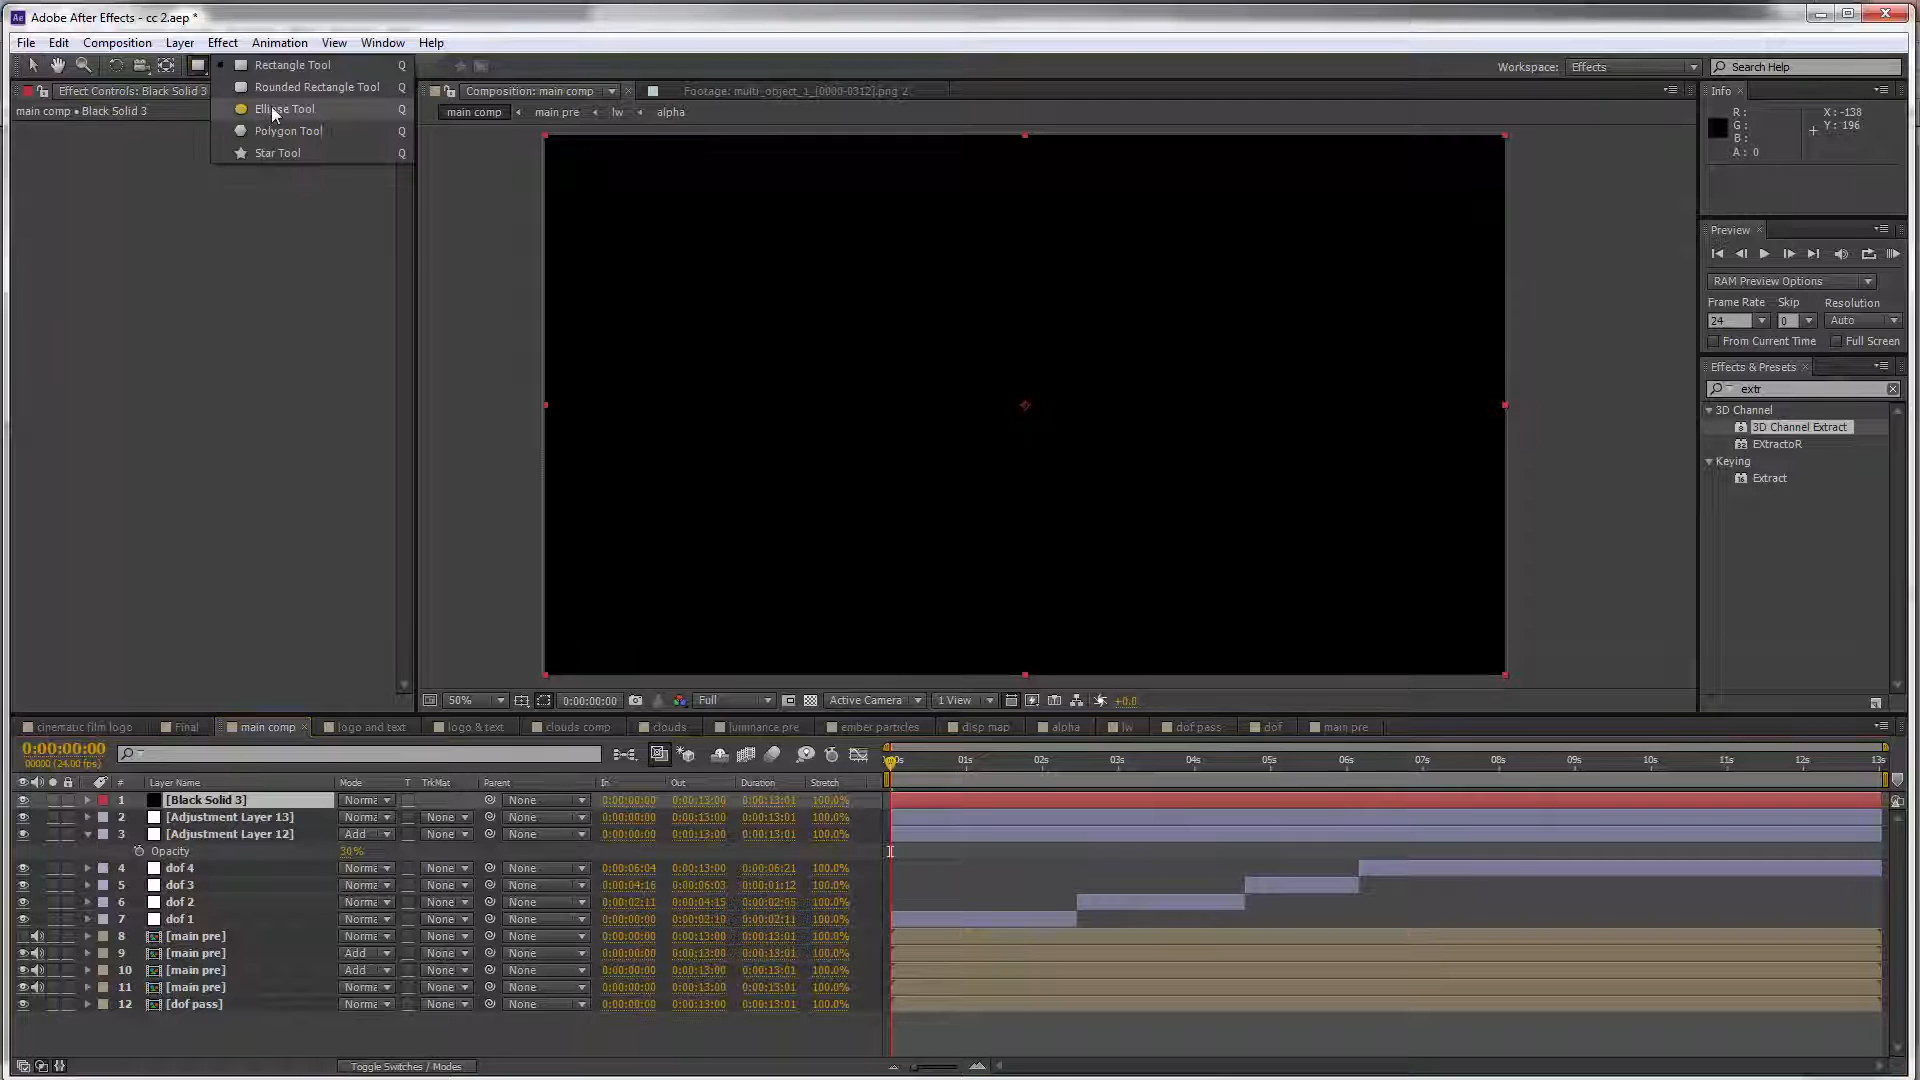 Adobe After Effects - cc 2.aep *
File Edit Composition Layer Effect Animation View Window Help
Rectangle Tool Q
Rounded Rectangle Tool Q
Ellipse Tool Q
Polygon Tool Q
Star Tool Q
Workspace: Effects Search Help
Effect Controls: Black Solid 3
main comp • Black Solid 3
Composition: main comp Footage: multi_object_1_[0000-0312].png 2
main comp main pre lw alpha
Info
R: X: -138
G: Y: 196
B:
A: 0
Preview
RAM Preview Options
Frame Rate Skip Resolution
24 0 Auto
From Current Time Full Screen
Effects & Presets
extr
3D Channel
3D Channel Extract
EXtractoR
Keying
Extract
50% 0:00:00:00 Full Active Camera 1 View +0.0
cinematic film logo Final main comp logo and text logo & text clouds comp clouds luminance pre ember particles disp map alpha lw dof pass dof main pre
0:00:00:00
00000 (24.00 fps)
01s 02s 03s 04s 05s 06s 07s 08s 09s 10s 11s 12s 13s
# Layer Name Mode T TrkMat Parent In Out Duration Stretch
1 [Black Solid 3] Norma None 0:00:00:00 0:00:13:00 0:00:13:01 100.0%
2 [Adjustment Layer 13] Norma None None 0:00:00:00 0:00:13:00 0:00:13:01 100.0%
3 [Adjustment Layer 12] Add None None 0:00:00:00 0:00:13:00 0:00:13:01 100.0%
Opacity 30%
4 dof 4 Norma None None 0:00:06:04 0:00:13:00 0:00:06:21 100.0%
5 dof 3 Norma None None 0:00:04:16 0:00:06:03 0:00:01:12 100.0%
6 dof 2 Norma None None 0:00:02:11 0:00:04:15 0:00:02:05 100.0%
7 dof 1 Norma None None 0:00:00:00 0:00:02:10 0:00:02:11 100.0%
8 [main pre] Norma None None 0:00:00:00 0:00:13:00 0:00:13:01 100.0%
9 [main pre] Add None None 0:00:00:00 0:00:13:00 0:00:13:01 100.0%
10 [main pre] Add None None 0:00:00:00 0:00:13:00 0:00:13:01 100.0%
11 [main pre] Norma None None 0:00:00:00 0:00:13:00 0:00:13:01 100.0%
12 [dof pass] Norma None None 0:00:00:00 0:00:13:00 0:00:13:01 100.0%
Toggle Switches / Modes